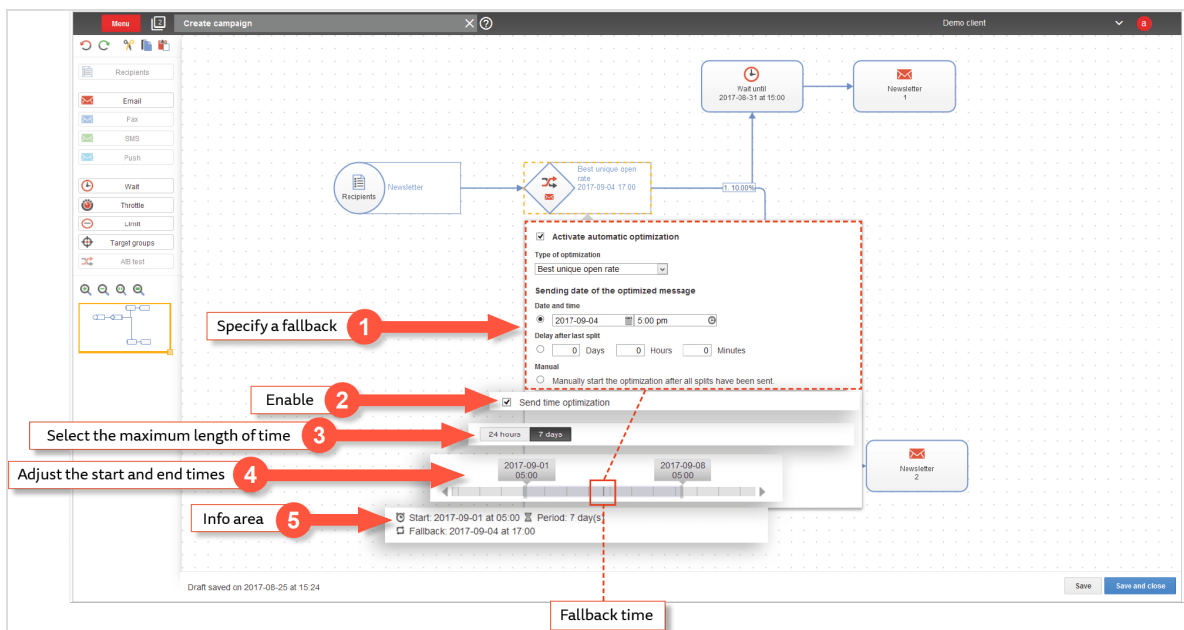 Menu 2 Create campaign Demo client a
Recipients
Email
Fax
SMS
Push
Wait
Throttle
Limit
Target groups
A/B test
Wait until
2017-08-31 at 15:00
Newsletter
1
Recipients
Newsletter
Best unique open
rate
2017-09-04 17:00
1. 10.00%
Activate automatic optimization
Type of optimization
Best unique open rate
Sending date of the optimized message
Date and time
2017-09-04 5:00 pm
Delay after last split
0 Days 0 Hours 0 Minutes
Manual
Manually start the optimization after all splits have been sent.
Specify a fallback 1
Enable 2
Send time optimization
Select the maximum length of time 3
24 hours 7 days
Adjust the start and end times 4
2017-09-01
05:00
2017-09-08
05:00
Newsletter
2
Info area 5
Start: 2017-09-01 at 05:00 Period: 7 day(s)
Fallback: 2017-09-04 at 17:00
Draft saved on 2017-08-25 at 15:24
Save Save and close
Fallback time